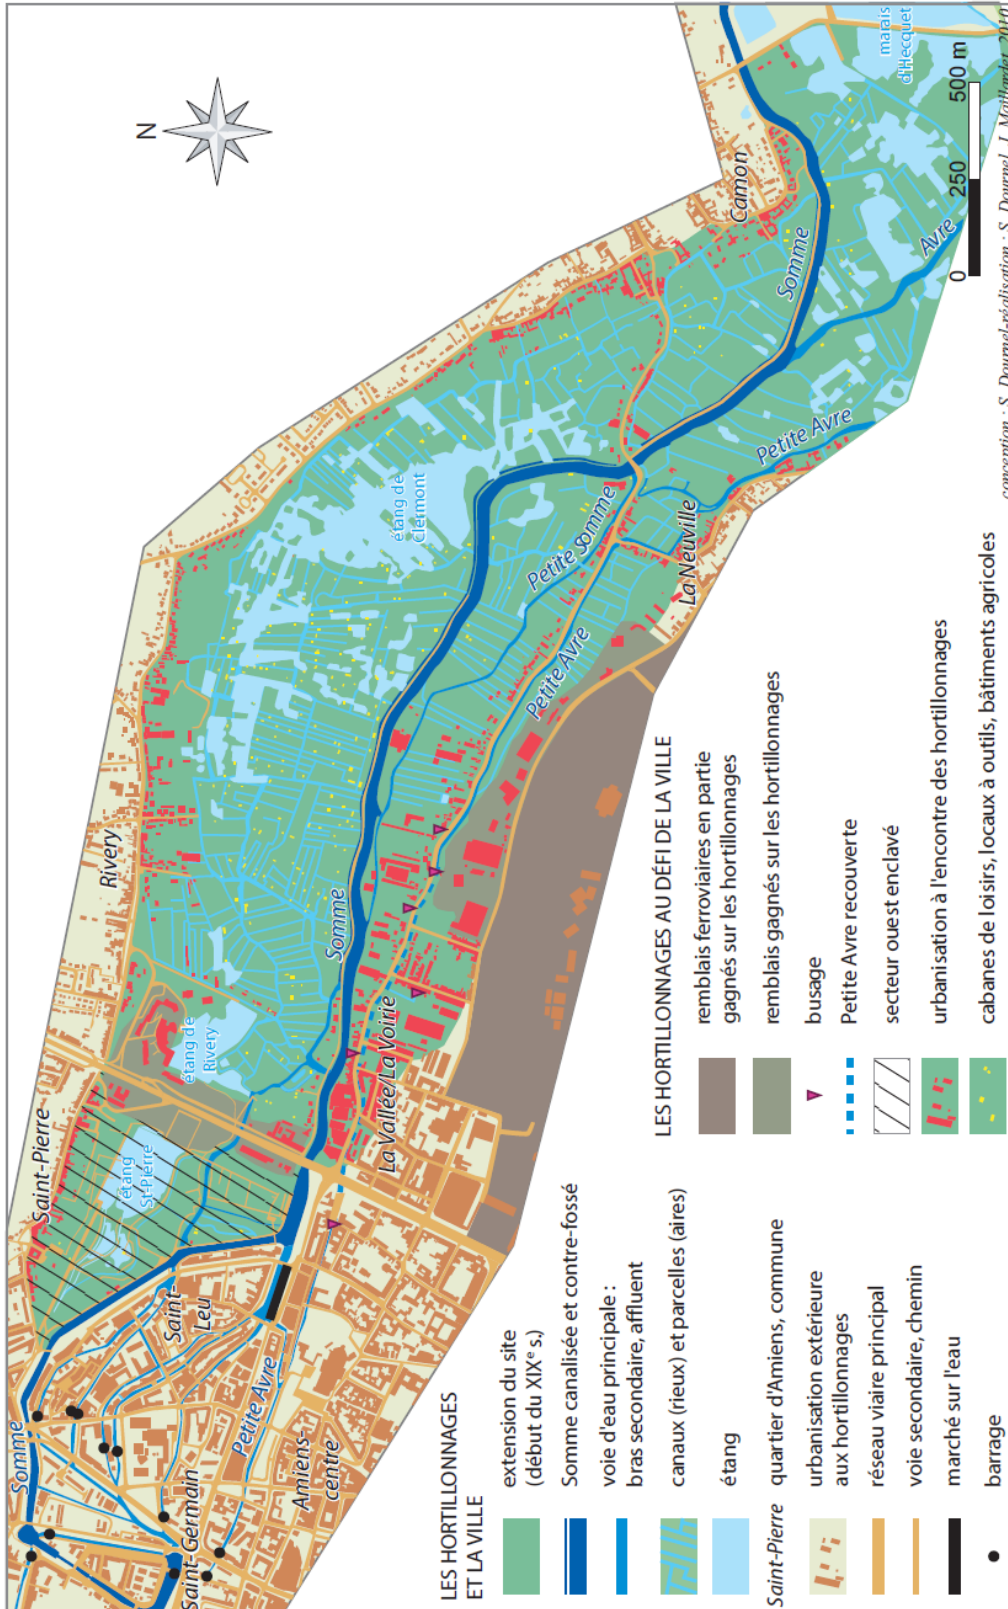 N
Saint-Pierre
étang
St-Pierre
Saint-
Leu
Somme
Saint-Germain
Petite Avre
Amiens-
centre
Rivery
étang de
Rivery
La Vallée/La Voirie
Somme
étang de
Clermont
Petite Somme
Petite Avre
La Neuville
Petite Avre
Camon
Somme
Avre
marais
d'Hecquet
0 250 500 m
conception : S. Dournel-réalisation : S. Dournel, J. Maillardet, 2010
LES HORTILLONNAGES
ET LA VILLE
extension du site
(début du XIXe s.)
Somme canalisée et contre-fossé
voie d'eau principale :
bras secondaire, affluent
canaux (rieux) et parcelles (aires)
étang
Saint-Pierre quartier d'Amiens, commune
urbanisation extérieure
aux hortillonnages
réseau viaire principal
voie secondaire, chemin
marché sur l'eau
barrage
LES HORTILLONNAGES AU DÉFI DE LA VILLE
remblais ferroviaires en partie
gagnés sur les hortillonnages
remblais gagnés sur les hortillonnages
busage
Petite Avre recouverte
secteur ouest enclavé
urbanisation à l'encontre des hortillonnages
cabanes de loisirs, locaux à outils, bâtiments agricoles